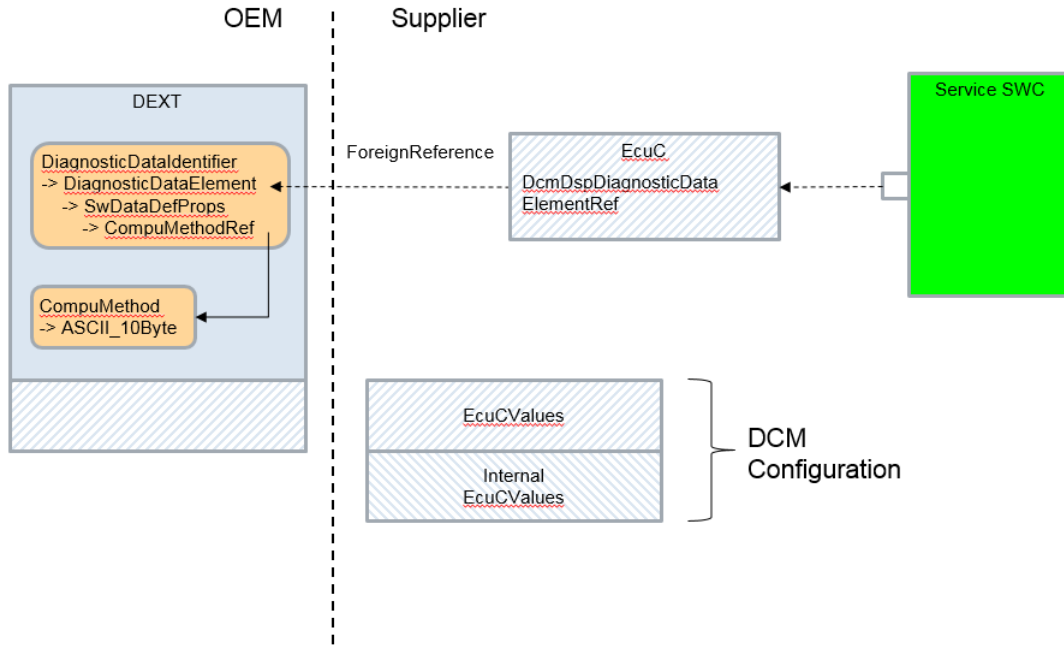 OEM
Supplier
DEXT
DiagnosticDataIdentifier
-> DiagnosticDataElement
-> SwDataDefProps
-> CompuMethodRef
CompuMethod
-> ASCII_10Byte
ForeignReference
EcuC
DcmDspDiagnosticData
ElementRef
Service SWC
EcuCValues
Internal
EcuCValues
DCM
Configuration